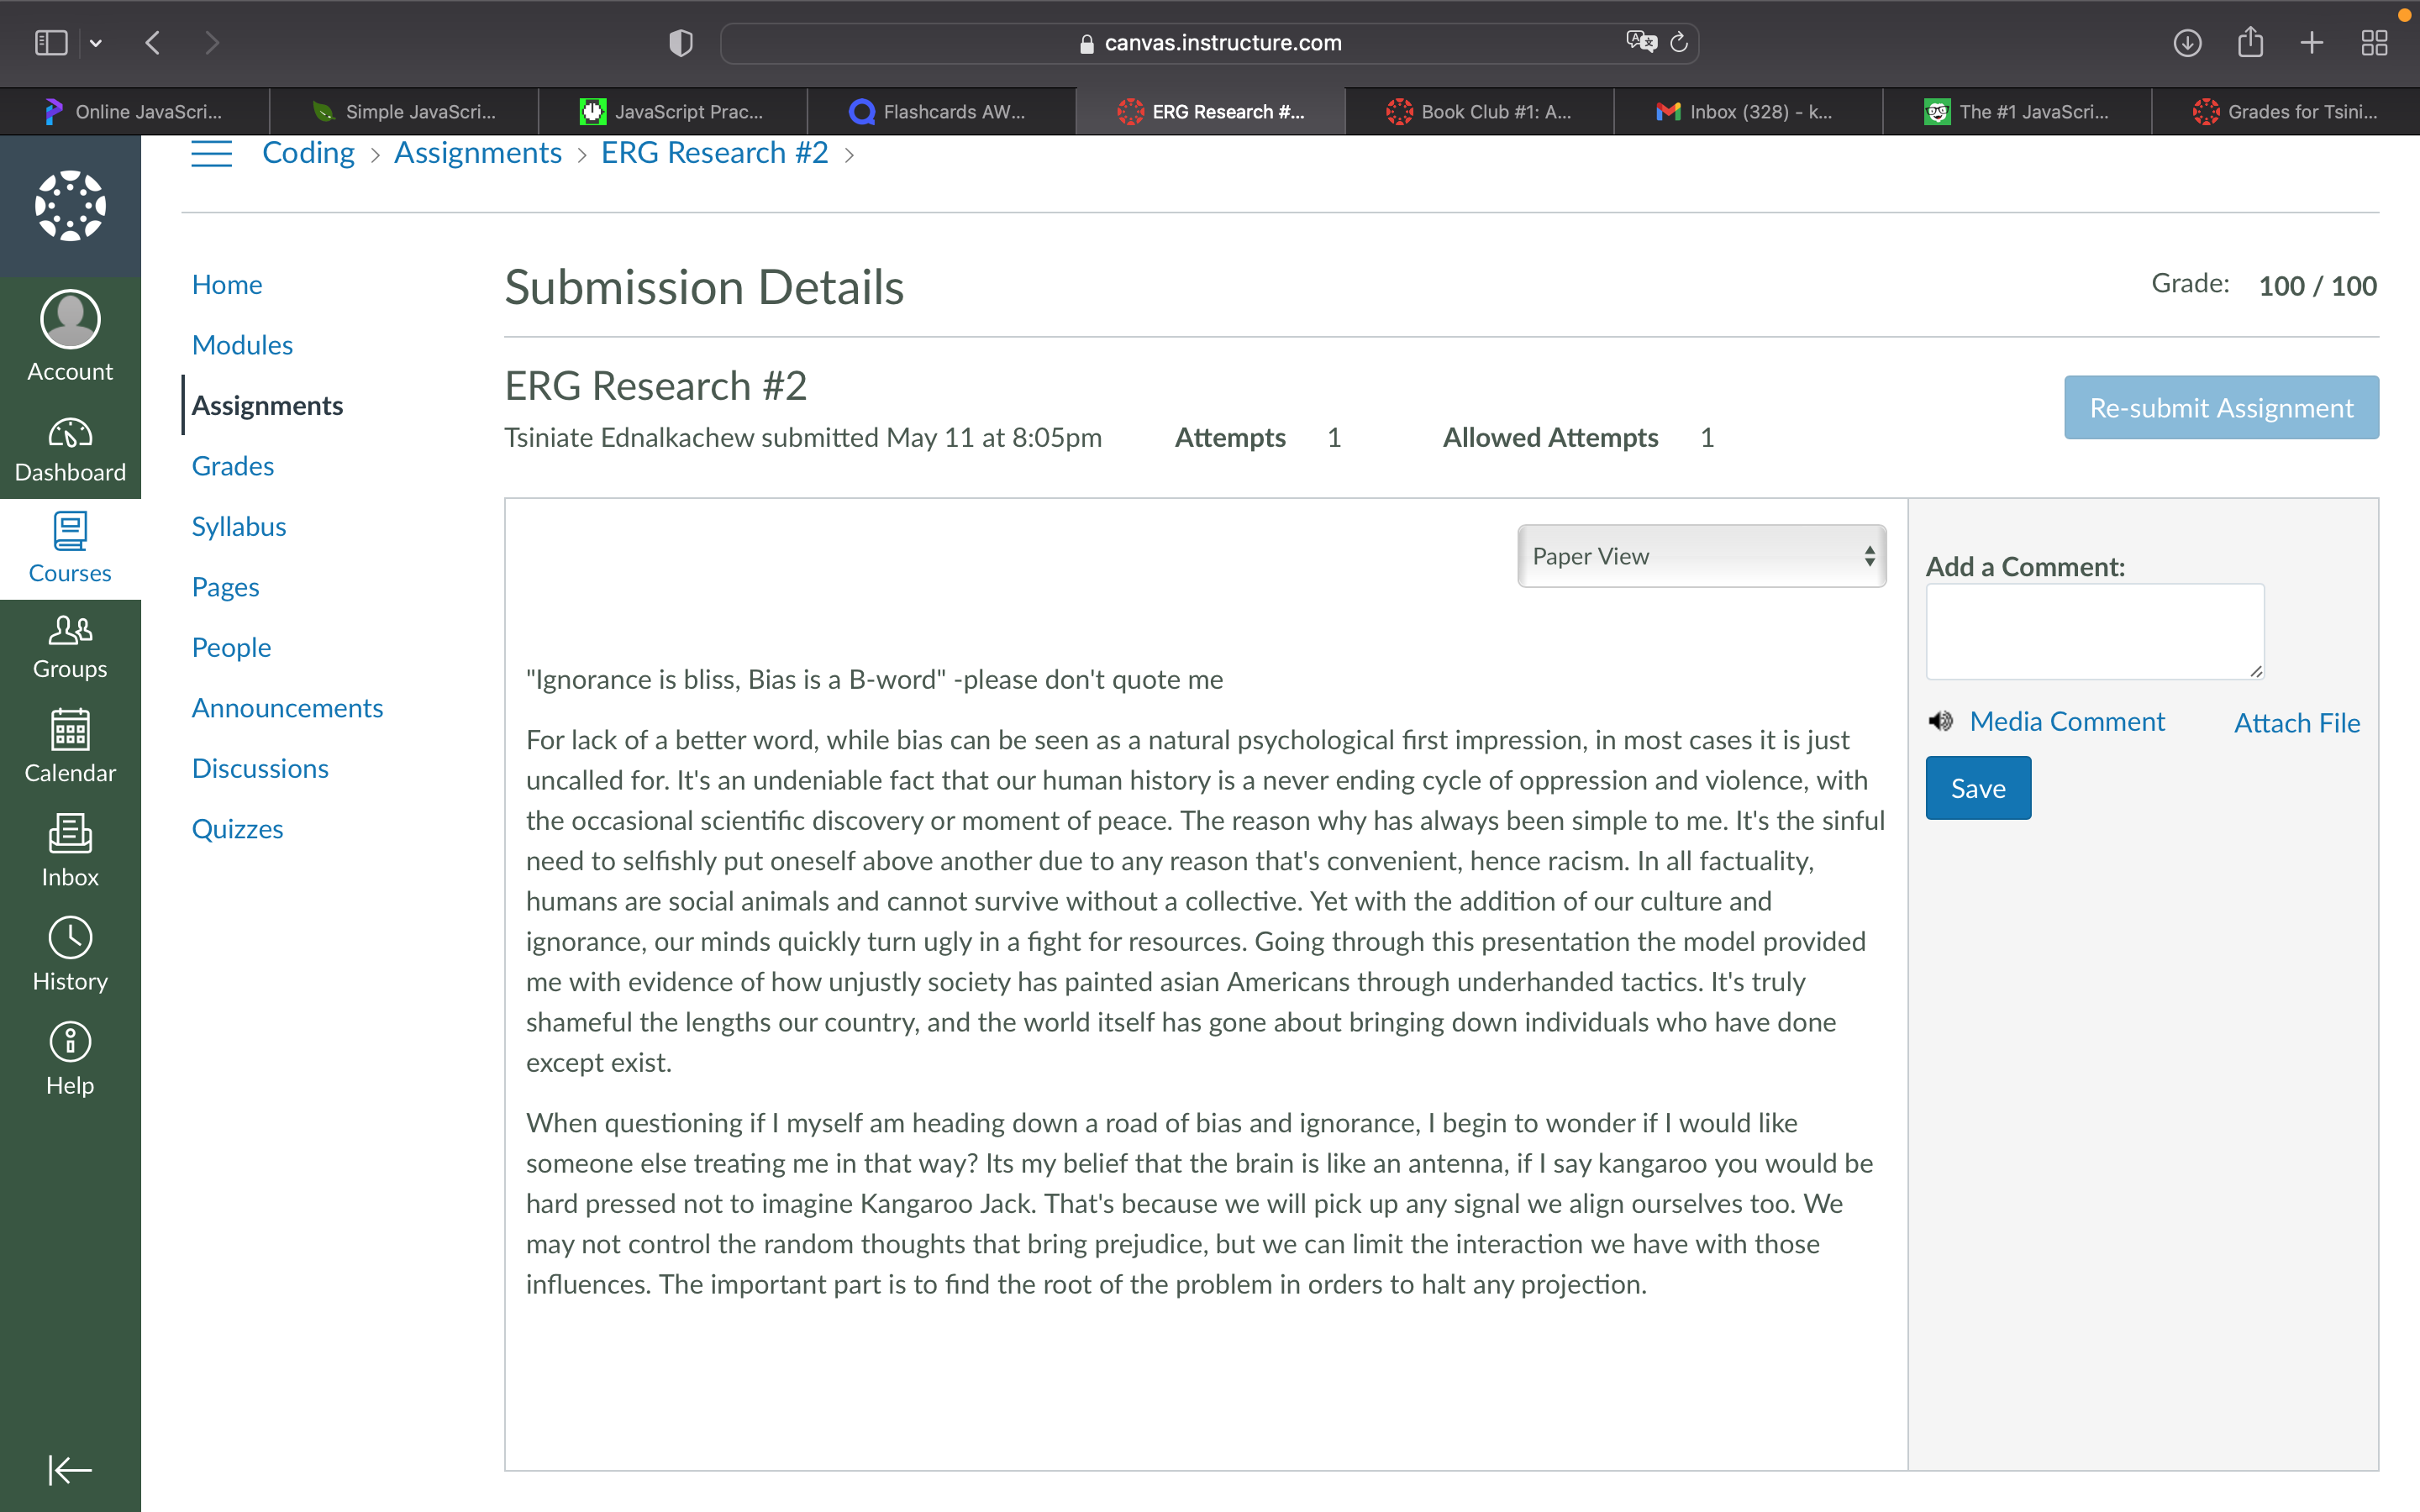 canvas.instructure.com
Online JavaScri...
Simple JavaScri...
JavaScript Prac...
Flashcards AW...
ERG Research #...
Book Club #1: A...
Inbox (328) - k...
The #1 JavaScri...
Grades for Tsini...
Coding > Assignments > ERG Research #2 >
Account
Dashboard
Courses
Groups
Calendar
Inbox
History
Help
Home
Modules
Assignments
Grades
Syllabus
Pages
People
Announcements
Discussions
Quizzes
Submission Details
Grade: 100 / 100
ERG Research #2
Re-submit Assignment
Tsiniate Ednalkachew submitted May 11 at 8:05pm Attempts 1 Allowed Attempts 1
Paper View
"Ignorance is bliss, Bias is a B-word" -please don't quote me
For lack of a better word, while bias can be seen as a natural psychological first impression, in most cases it is just
uncalled for. It's an undeniable fact that our human history is a never ending cycle of oppression and violence, with
the occasional scientific discovery or moment of peace. The reason why has always been simple to me. It's the sinful
need to selfishly put oneself above another due to any reason that's convenient, hence racism. In all factuality,
humans are social animals and cannot survive without a collective. Yet with the addition of our culture and
ignorance, our minds quickly turn ugly in a fight for resources. Going through this presentation the model provided
me with evidence of how unjustly society has painted asian Americans through underhanded tactics. It's truly
shameful the lengths our country, and the world itself has gone about bringing down individuals who have done
except exist.
When questioning if I myself am heading down a road of bias and ignorance, I begin to wonder if I would like
someone else treating me in that way? Its my belief that the brain is like an antenna, if I say kangaroo you would be
hard pressed not to imagine Kangaroo Jack. That's because we will pick up any signal we align ourselves too. We
may not control the random thoughts that bring prejudice, but we can limit the interaction we have with those
influences. The important part is to find the root of the problem in orders to halt any projection.
Add a Comment:
Media Comment
Attach File
Save